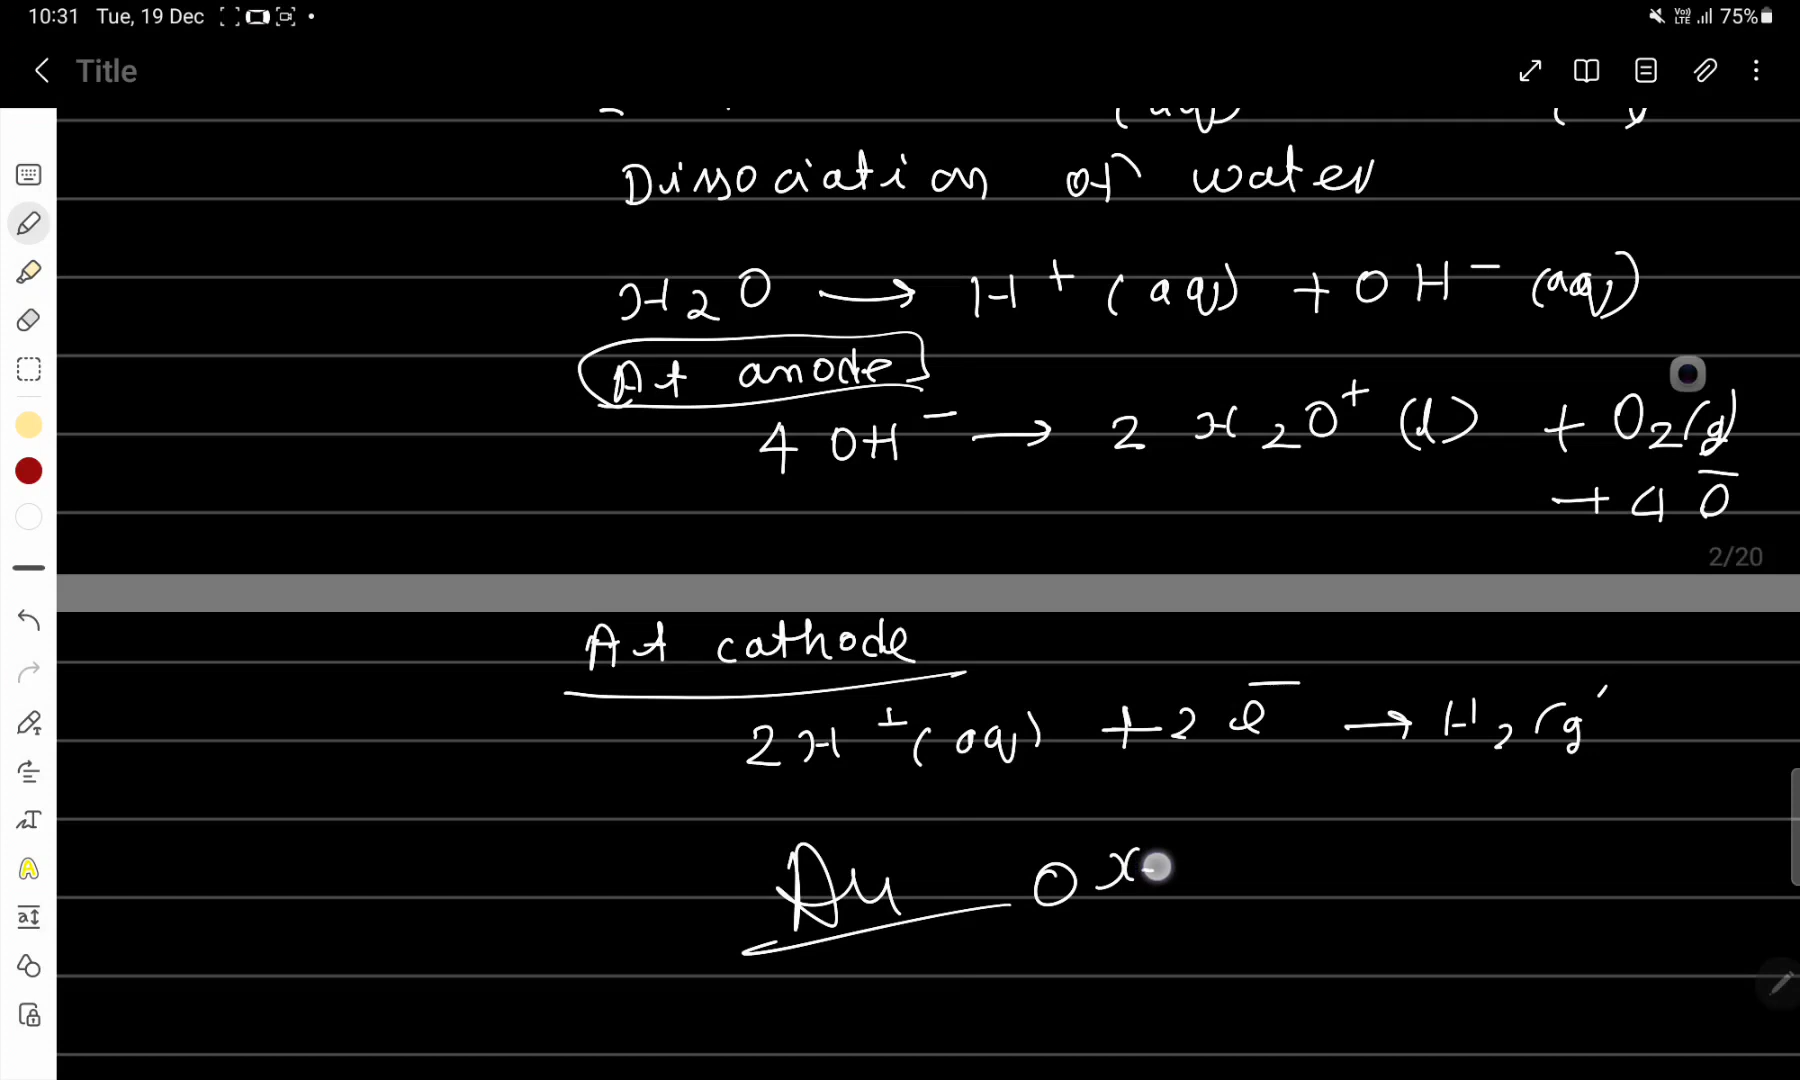 10:31 Tue, 19 Dec 75%
Title
Dissociation of water
H2O → H+ (aq) + OH− (aq)
At anode
4 OH− → 2 H2O+ (l) + O2(g)
+ 4 ō
2/20
At cathode
2H+ (aq) + 2 e− → H2 (g
Au ox